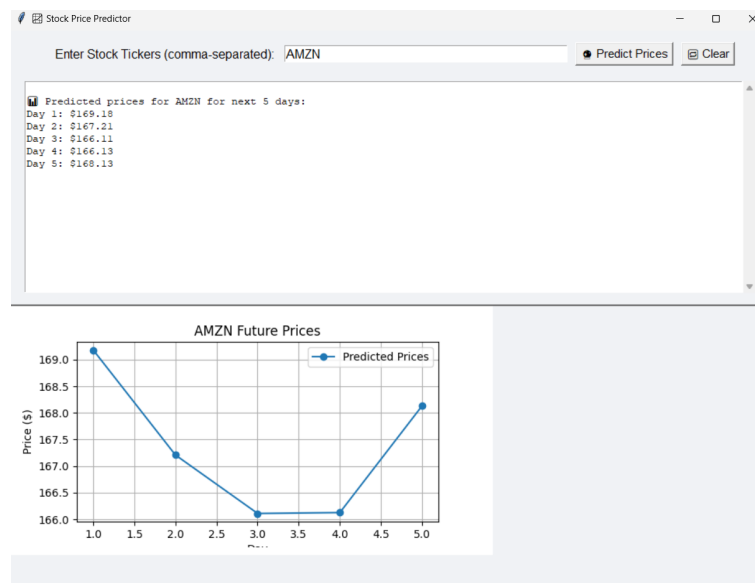 Stock Price Predictor
Enter Stock Tickers (comma-separated): AMZN Predict Prices Clear
Predicted prices for AMZN for next 5 days:
Day 1: $169.18
Day 2: $167.21
Day 3: $166.11
Day 4: $166.13
Day 5: $168.13
AMZN Future Prices
Predicted Prices
169.0
168.5
168.0
167.5
167.0
166.5
166.0
Price ($)
1.0 1.5 2.0 2.5 3.0 3.5 4.0 4.5 5.0